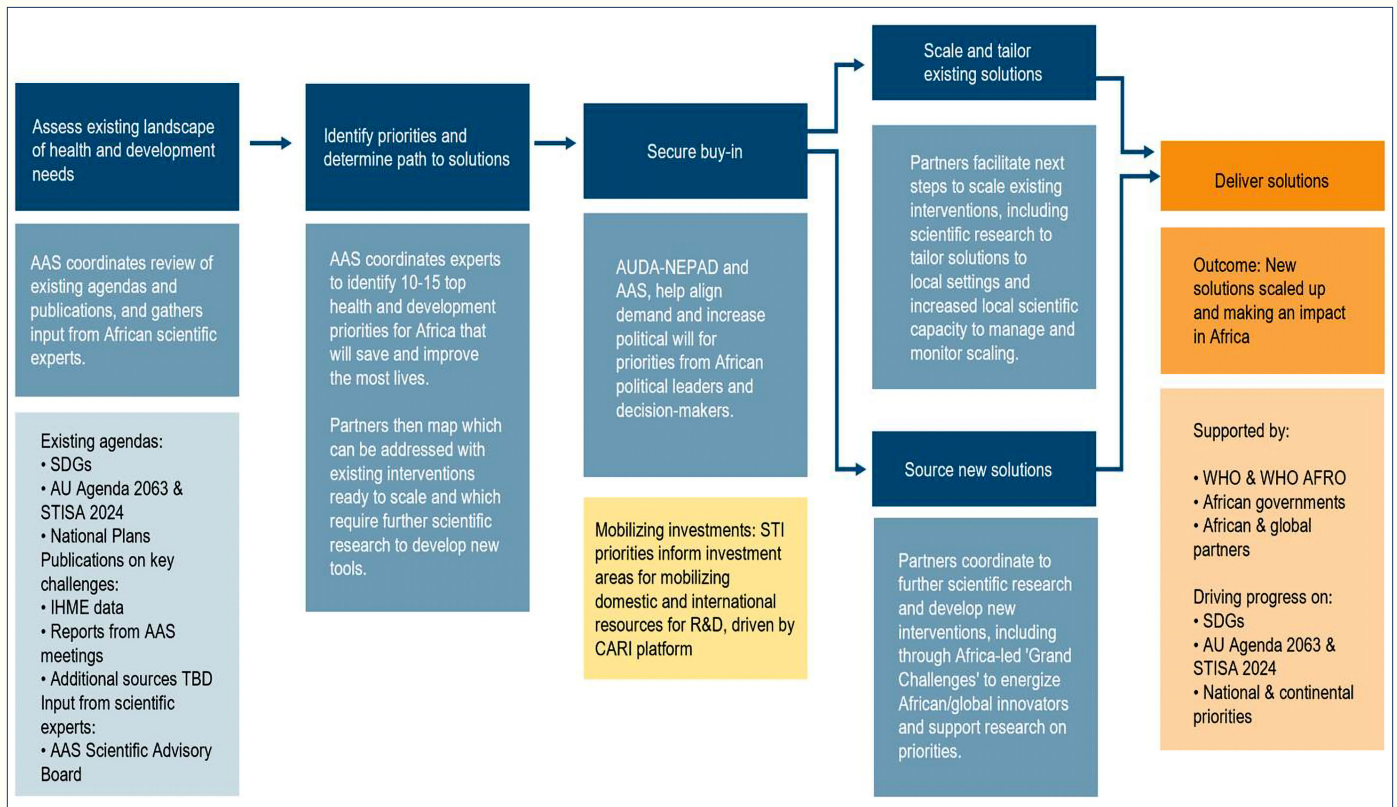 Assess existing landscape
of health and development
needs
AAS coordinates review of
existing agendas and
publications, and gathers
input from African scientific
experts.
Existing agendas:
• SDGs
• AU Agenda 2063 &
STISA 2024
• National Plans
Publications on key
challenges:
• IHME data
• Reports from AAS
meetings
• Additional sources TBD
Input from scientific
experts:
• AAS Scientific Advisory
Board
Identify priorities and
determine path to solutions
AAS coordinates experts
to identify 10-15 top
health and development
priorities for Africa that
will save and improve
the most lives.
Partners then map which
can be addressed with
existing interventions
ready to scale and which
require further scientific
research to develop new
tools.
Secure buy-in
AUDA-NEPAD and
AAS, help align
demand and increase
political will for
priorities from African
political leaders and
decision-makers.
Mobilizing investments: STI
priorities inform investment
areas for mobilizing
domestic and international
resources for R&D, driven by
CARI platform
Scale and tailor
existing solutions
Partners facilitate next
steps to scale existing
interventions, including
scientific research to
tailor solutions to
local settings and
increased local scientific
capacity to manage and
monitor scaling.
Source new solutions
Partners coordinate to
further scientific research
and develop new
interventions, including
through Africa-led 'Grand
Challenges' to energize
African/global innovators
and support research on
priorities.
Deliver solutions
Outcome: New
solutions scaled up
and making an impact
in Africa
Supported by:
• WHO & WHO AFRO
• African governments
• African & global
partners
Driving progress on:
• SDGs
• AU Agenda 2063 &
STISA 2024
• National & continental
priorities